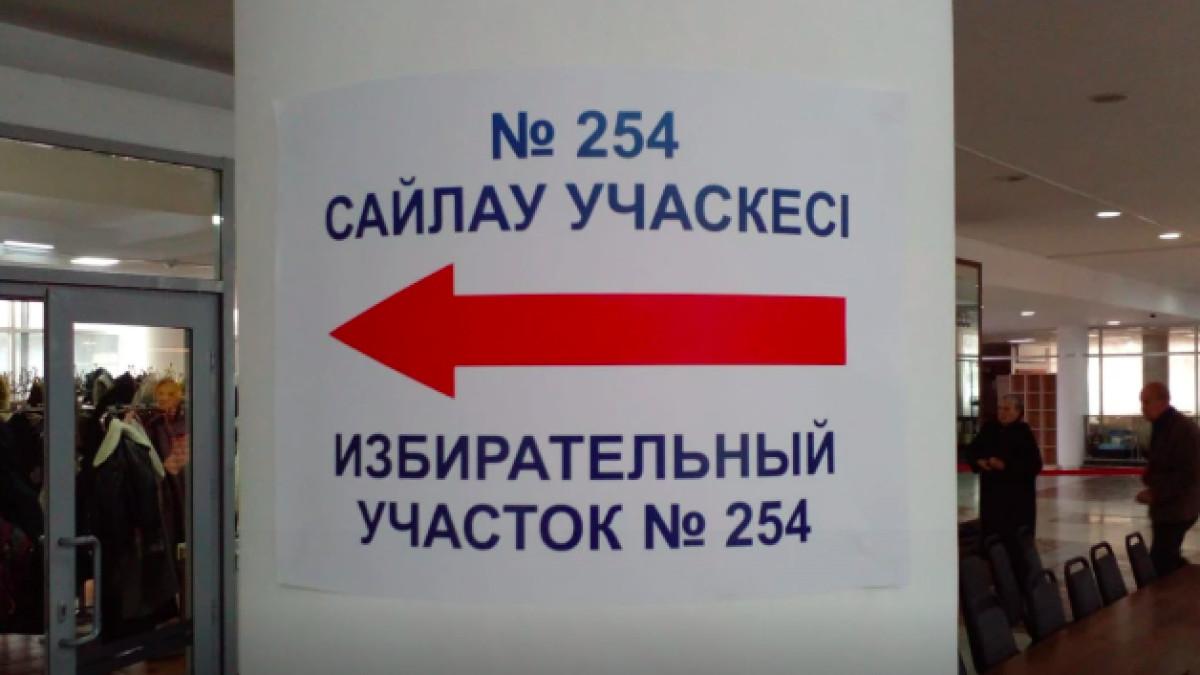 № 254
САЙЛАУ УЧАСКЕСІ
ИЗБИРАТЕЛЬНЫЙ
УЧАСТОК № 254